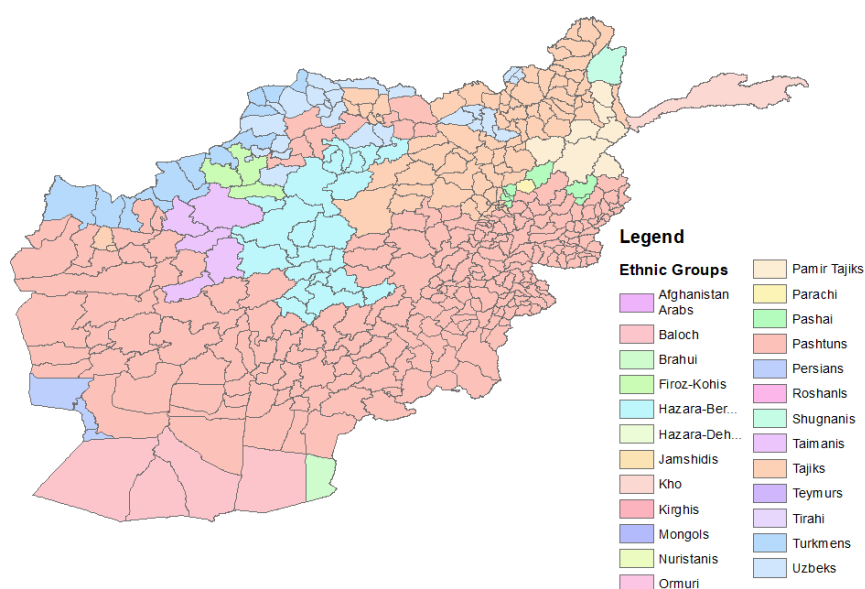 Legend
Ethnic Groups
Afghanistan
Arabs
Baloch
Brahui
Firoz-Kohis
Hazara-Ber...
Hazara-Deh...
Jamshidis
Kho
Kirghis
Mongols
Nuristanis
Ormuri
Pamir Tajiks
Parachi
Pashai
Pashtuns
Persians
Roshanls
Shugnanis
Taimanis
Tajiks
Teymurs
Tirahi
Turkmens
Uzbeks